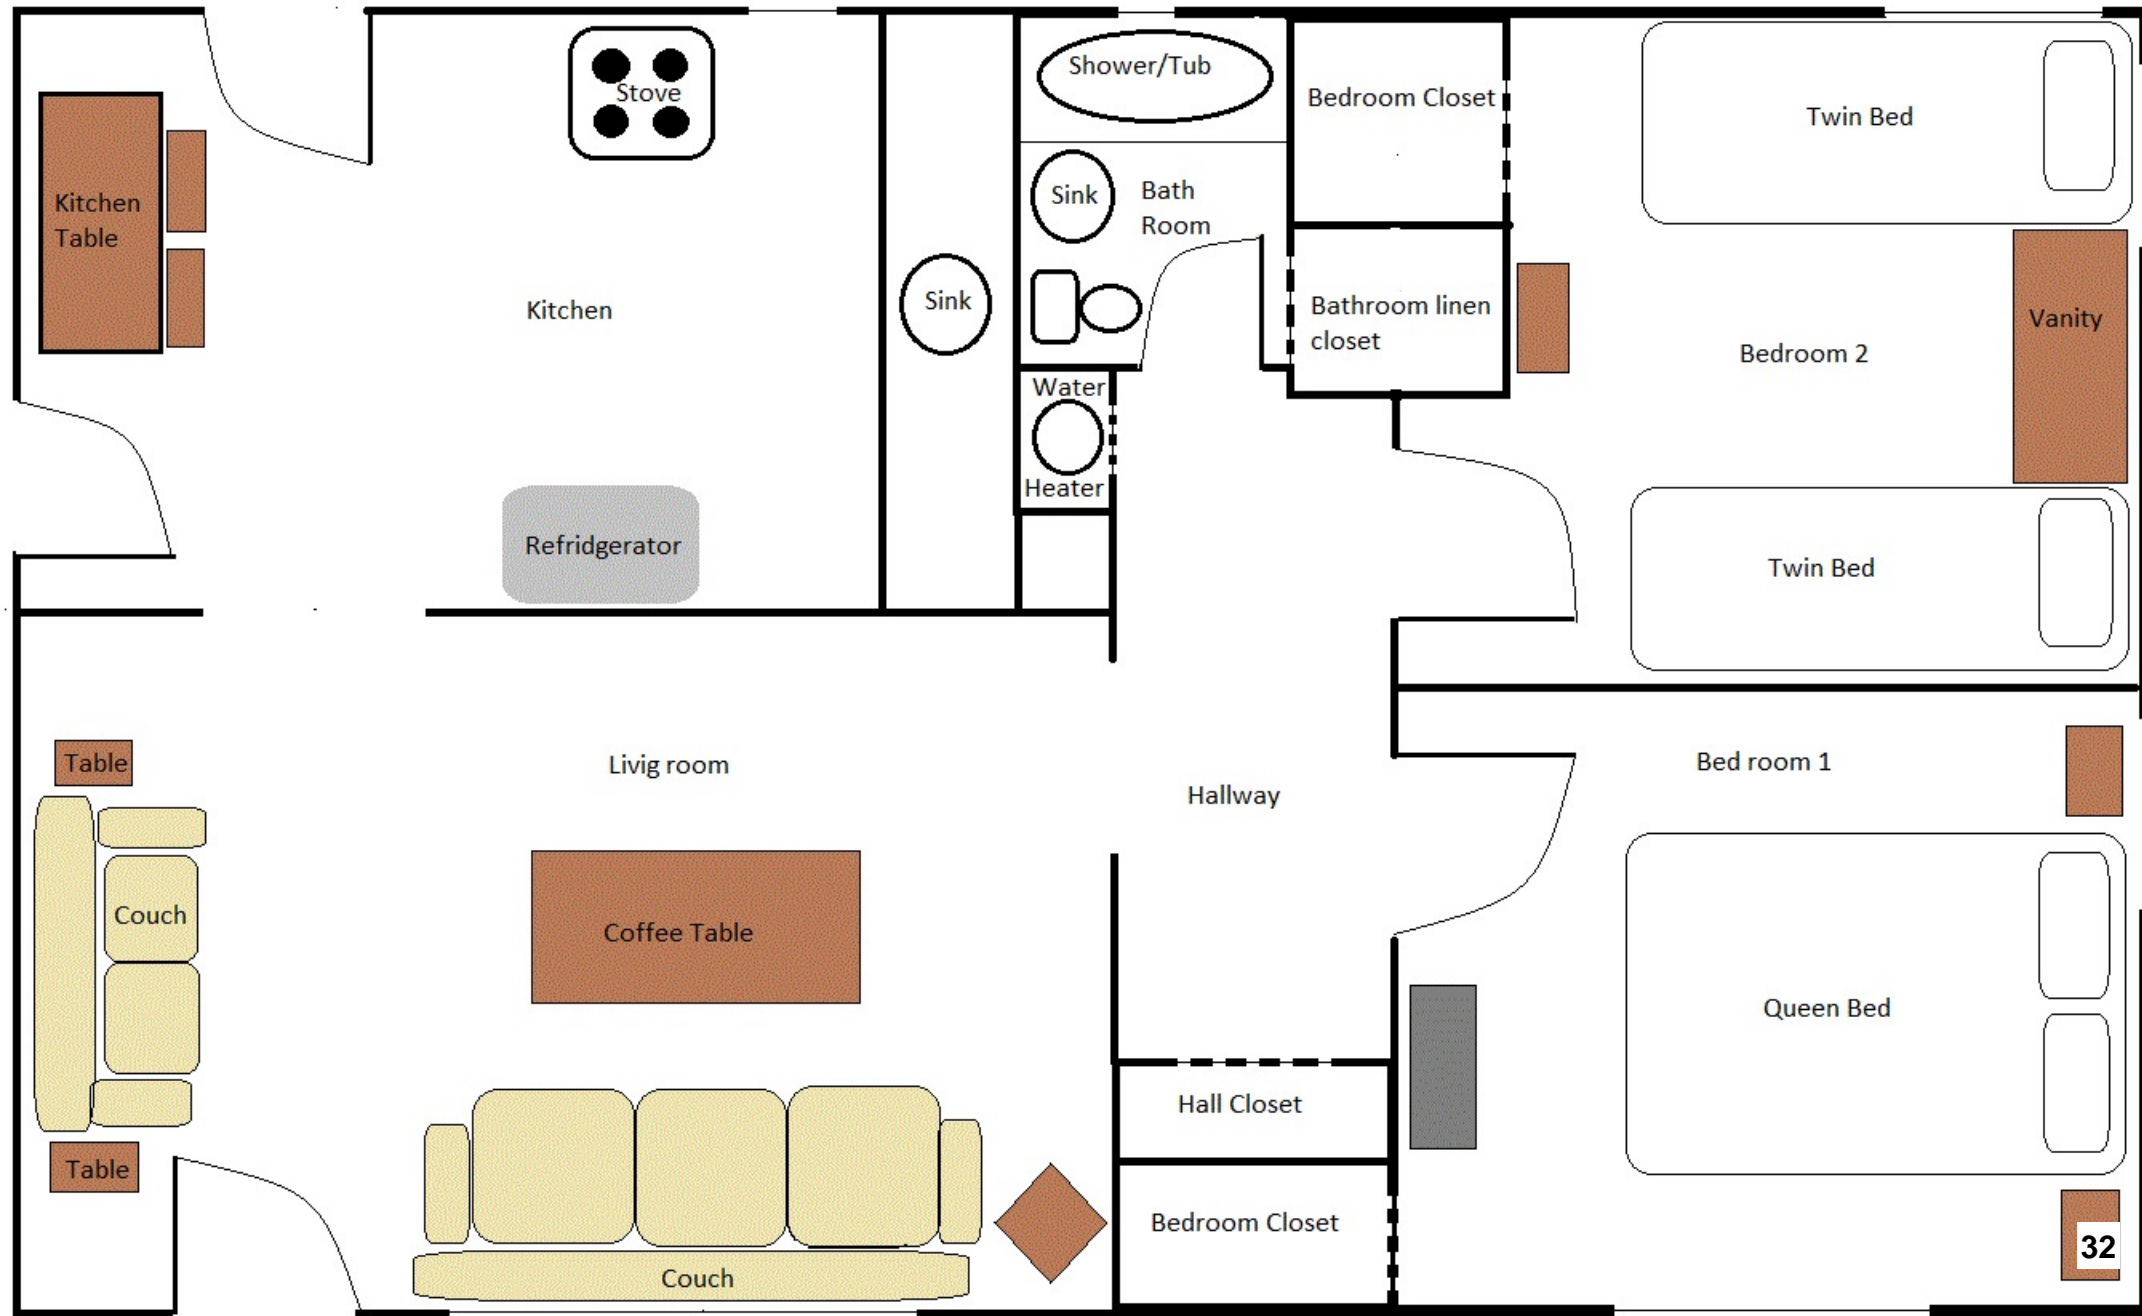 Stove
Shower/Tub
Bedroom Closet
Twin Bed
Kitchen
Table
Sink
Bath
Room
Kitchen
Sink
Bathroom linen
closet
Bedroom 2
Vanity
Water
Heater
Refridgerator
Twin Bed
Table
Livig room
Hallway
Bed room 1
Couch
Coffee Table
Queen Bed
Hall Closet
Table
Bedroom Closet
Couch
32